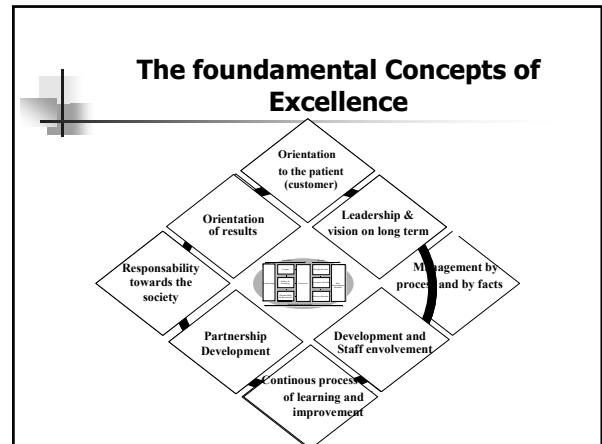 The foundamental Concepts of
Excellence
Orientation
to the patient
(customer)
Orientation
of results
Leadership &
vision on long term
Responsability
towards the
society
Management by
process and by facts
Partnership
Development
Development and
Staff envolvement
Continous process
of learning and
improvement